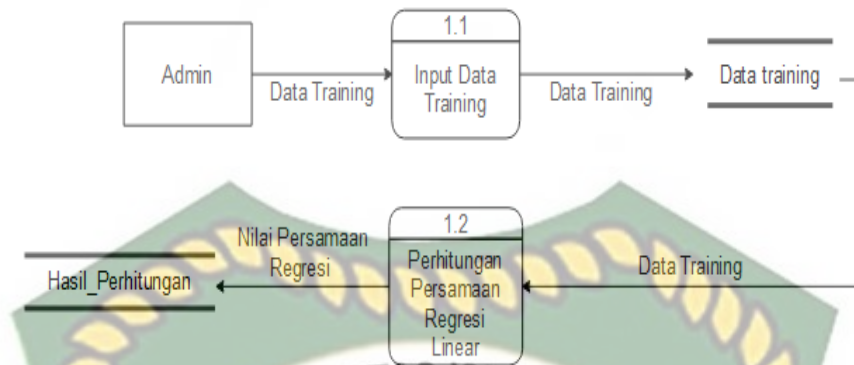 1.1
Admin
Data Training
Input Data
Training
Data Training
Data training
1.2
Nilai Persamaan
Regresi
Hasil_Perhitungan
Perhitungan
Persamaan
Regresi
Linear
Data Training